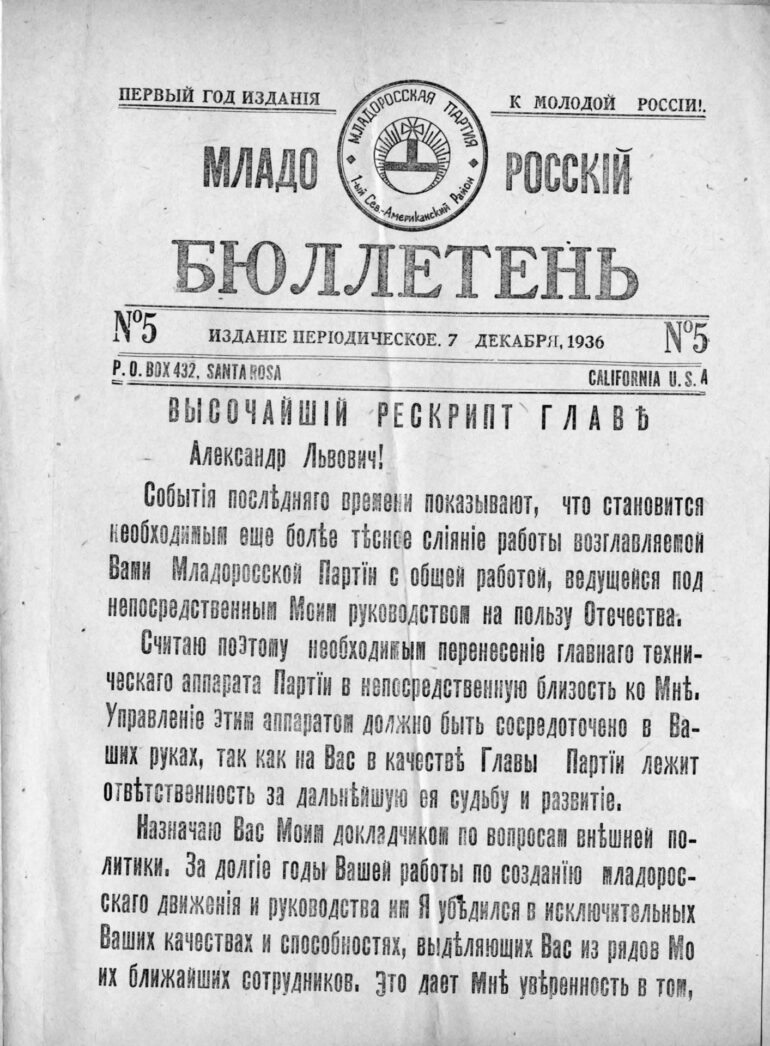 ПЕРВЫЙ ГОД ИЗДАНІЯ
К МОЛОДОЙ РОССІИ!.
МЛАДОРОССКАЯ ПАРТИЯ
1-ый Сев.-Американский Район
МЛАДО РОССКІЙ
БЮЛЛЕТЕНЬ
№5 ИЗДАНІЕ ПЕРІОДИЧЕСКОЕ. 7 ДЕКАБРЯ, 1936 №5
P. O. BOX 432, SANTA ROSA CALIFORNIA U. S. A
ВЫСОЧАЙШІЙ РЕСКРИПТ ГЛАВѢ
Александр Львович!
Событія послѣдняго времени показывают, что становится
необходимым еще болѣе тѣсное сліяніе работы возглавляемой
Вами Младоросской Партіи с общей работой, ведущейся под
непосредственным Моим руководством на пользу Отечества.
Считаю поэтому необходимым перенесеніе главнаго техни-
ческаго аппарата Партіи в непосредственную близость ко Мнѣ.
Управленіе этим аппаратом должно быть сосредоточено в Ва-
ших руках, так как на Вас в качествѣ Главы Партіи лежит
отвѣтственность за дальнѣйшую ея судьбу и развитіе.
Назначаю Вас Моим докладчиком по вопросам внѣшней по-
литики. За долгіе годы Вашей работы по созданію младорос-
скаго движенія и руководства им Я убѣдился в исключительных
Ваших качествах и способностях, выдѣляющих Вас из рядов Мо
их ближайших сотрудников. Это дает Мнѣ увѣренность в том,